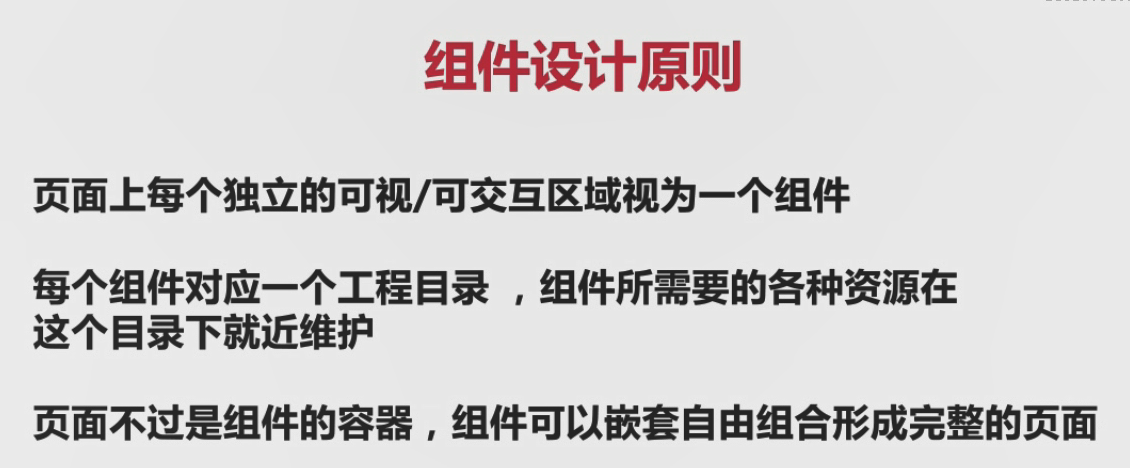 组件设计原则
页面上每个独立的可视/可交互区域视为一个组件
每个组件对应一个工程目录 ，组件所需要的各种资源在
这个目录下就近维护
页面不过是组件的容器，组件可以嵌套自由组合形成完整的页面